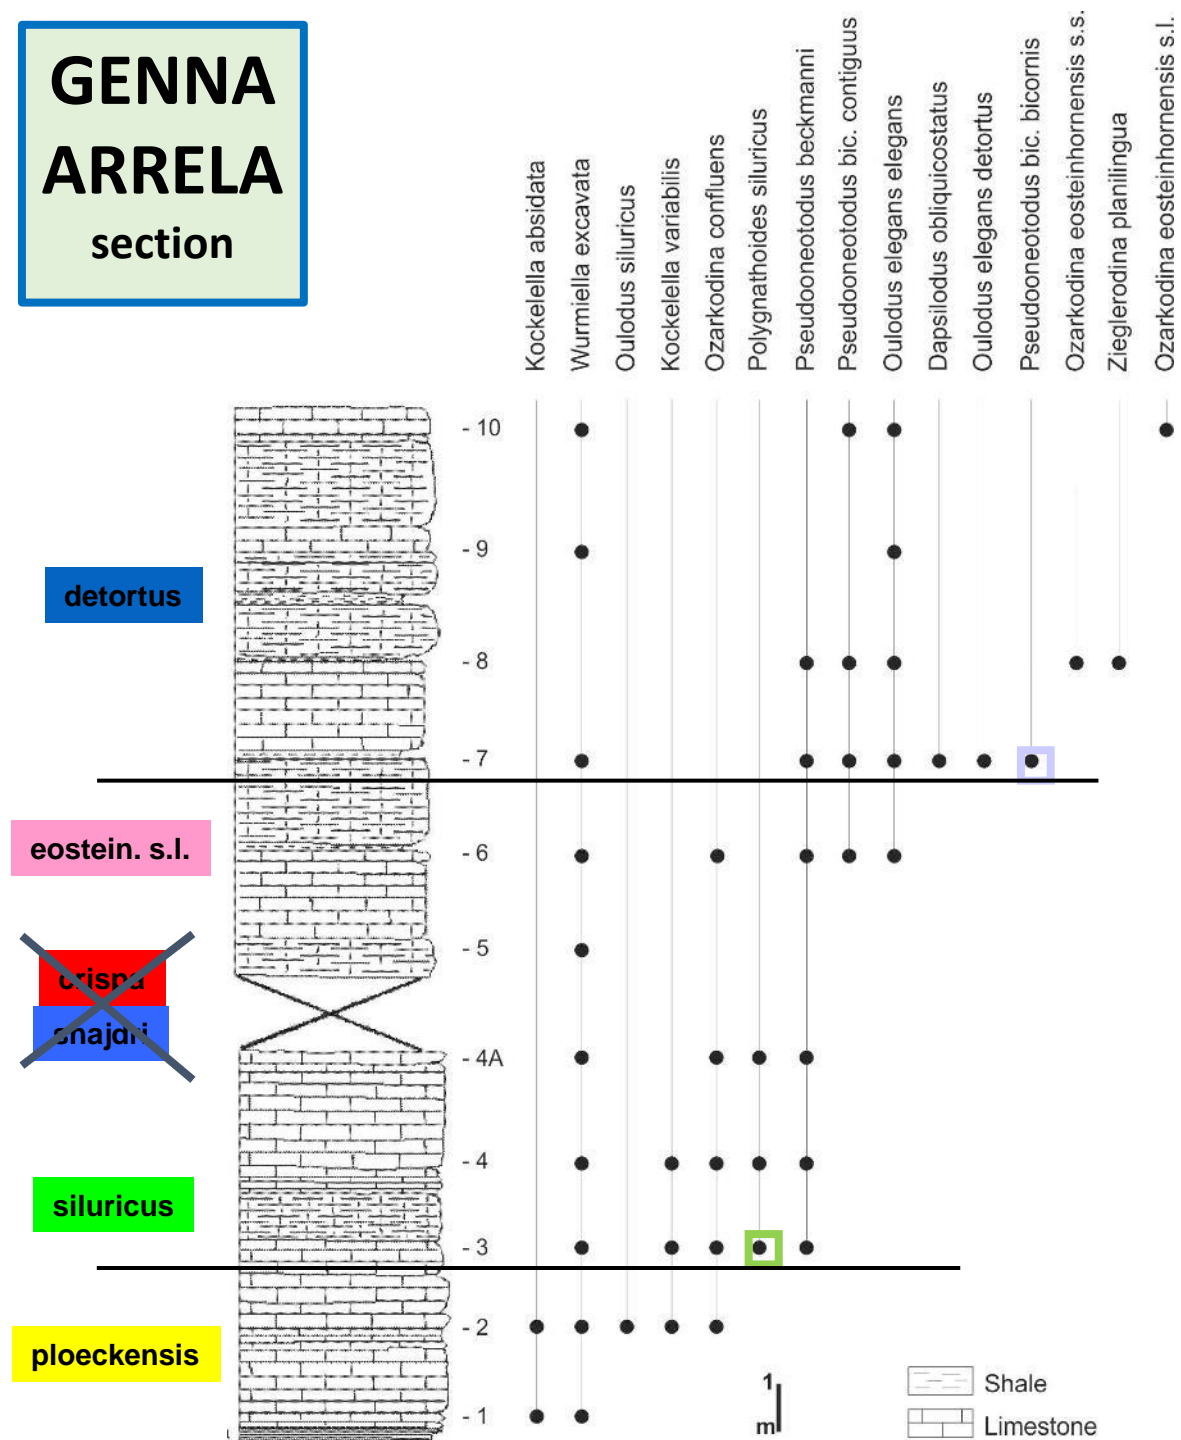 GENNA
ARRELA
section
Kockelella absidata
Wurmiella excavata
Oulodus siluricus
Kockelella variabilis
Ozarkodina confluens
Polygnathoides siluricus
Pseudooneotodus beckmanni
Pseudooneotodus bic. contiguus
Oulodus elegans elegans
Dapsilodus obliquicostatus
Oulodus elegans detortus
Pseudooneotodus bic. bicornis
Ozarkodina eosteinhornensis s.s.
Zieglerodina planilingua
Ozarkodina eosteinhornensis s.l.
- 10
- 9
detortus
- 8
- 7
eostein. s.l.
- 6
- 5
crispa
snajdri
- 4A
- 4
siluricus
- 3
- 2
ploeckensis
- 1
1
m
Shale
Limestone